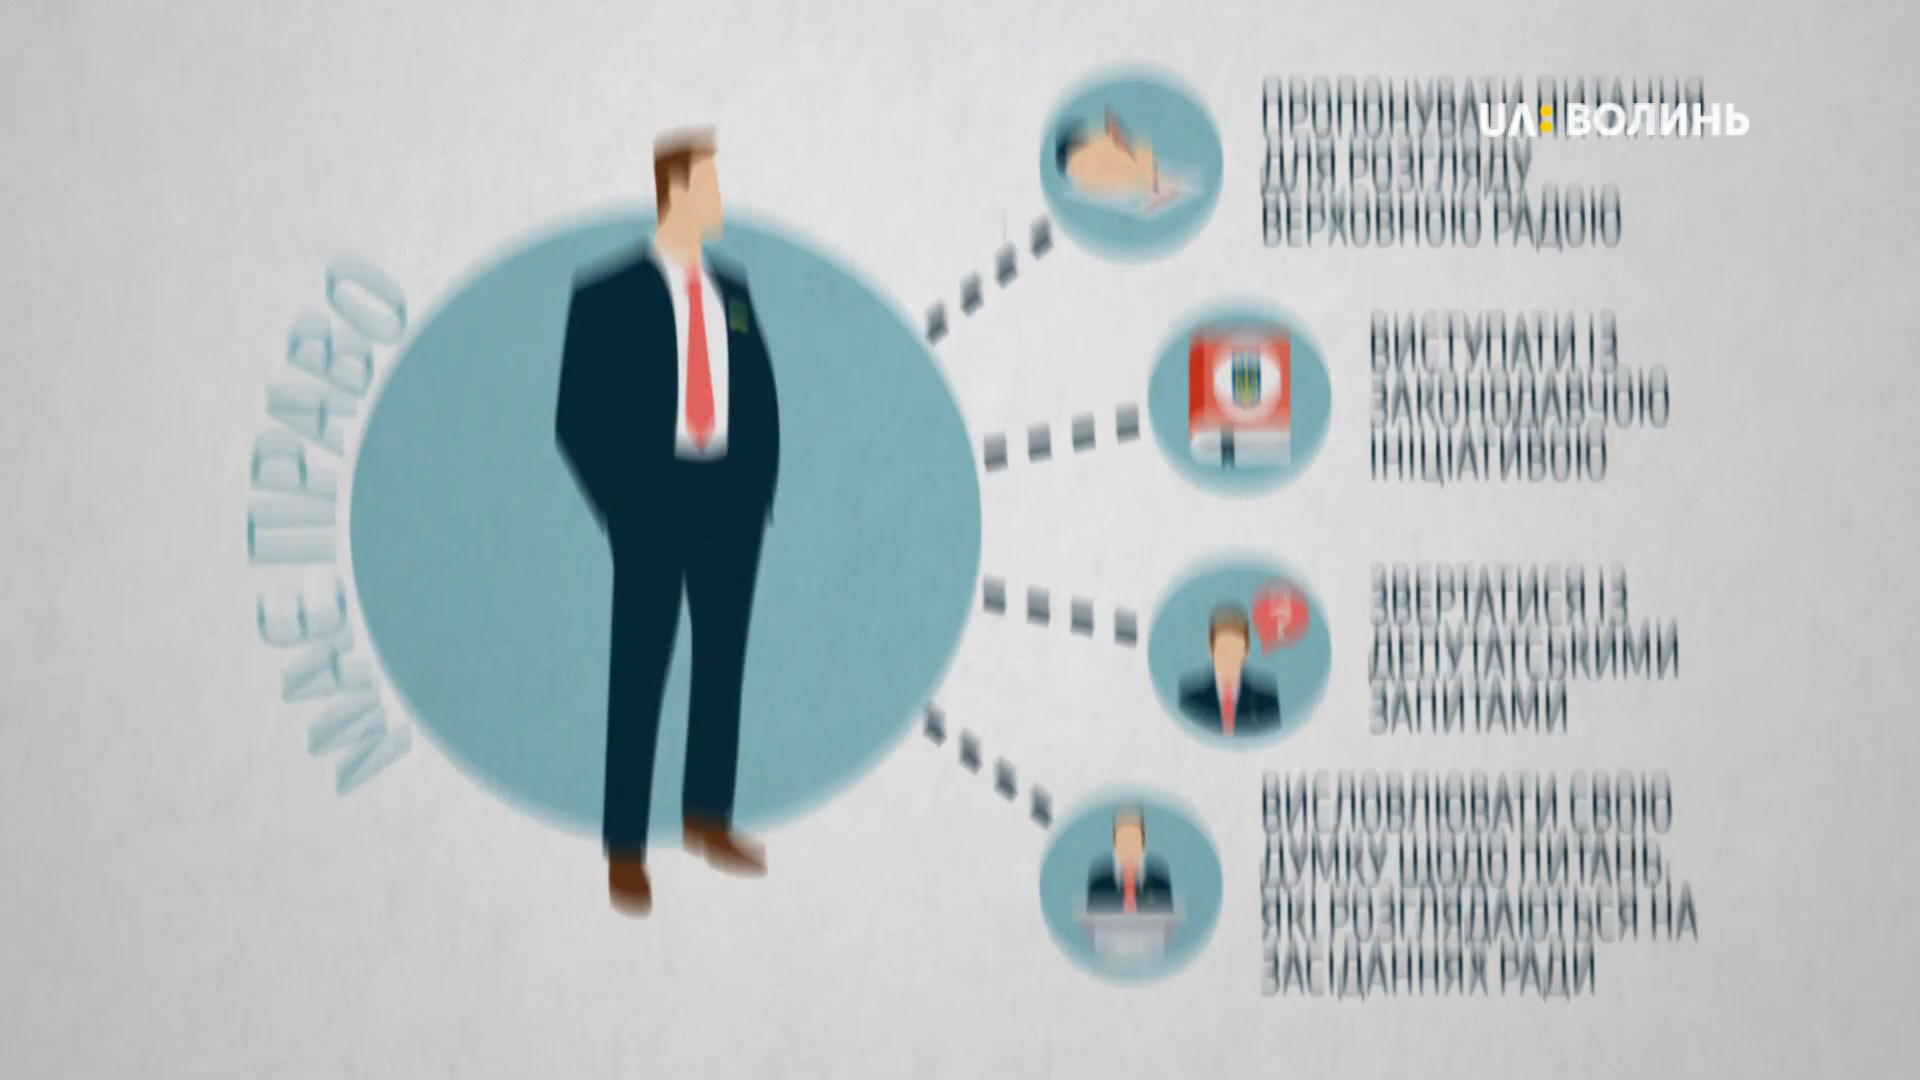 МАЄ ПРАВО
ПРОПОНУВАТИ ПИТАННЯ
ДЛЯ РОЗГЛЯДУ
ВЕРХОВНОЮ РАДОЮ
UA: ВОЛИНЬ
ВИСТУПАТИ ІЗ
ЗАКОНОДАВЧОЮ
ІНІЦІАТИВОЮ
ЗВЕРТАТИСЯ ІЗ
ДЕПУТАТСЬКИМИ
ЗАПИТАМИ
ВИСЛОВЛЮВАТИ СВОЮ
ДУМКУ ЩОДО ПИТАНЬ,
ЯКІ РОЗГЛЯДАЮТЬСЯ НА
ЗАСІДАННЯХ РАДИ